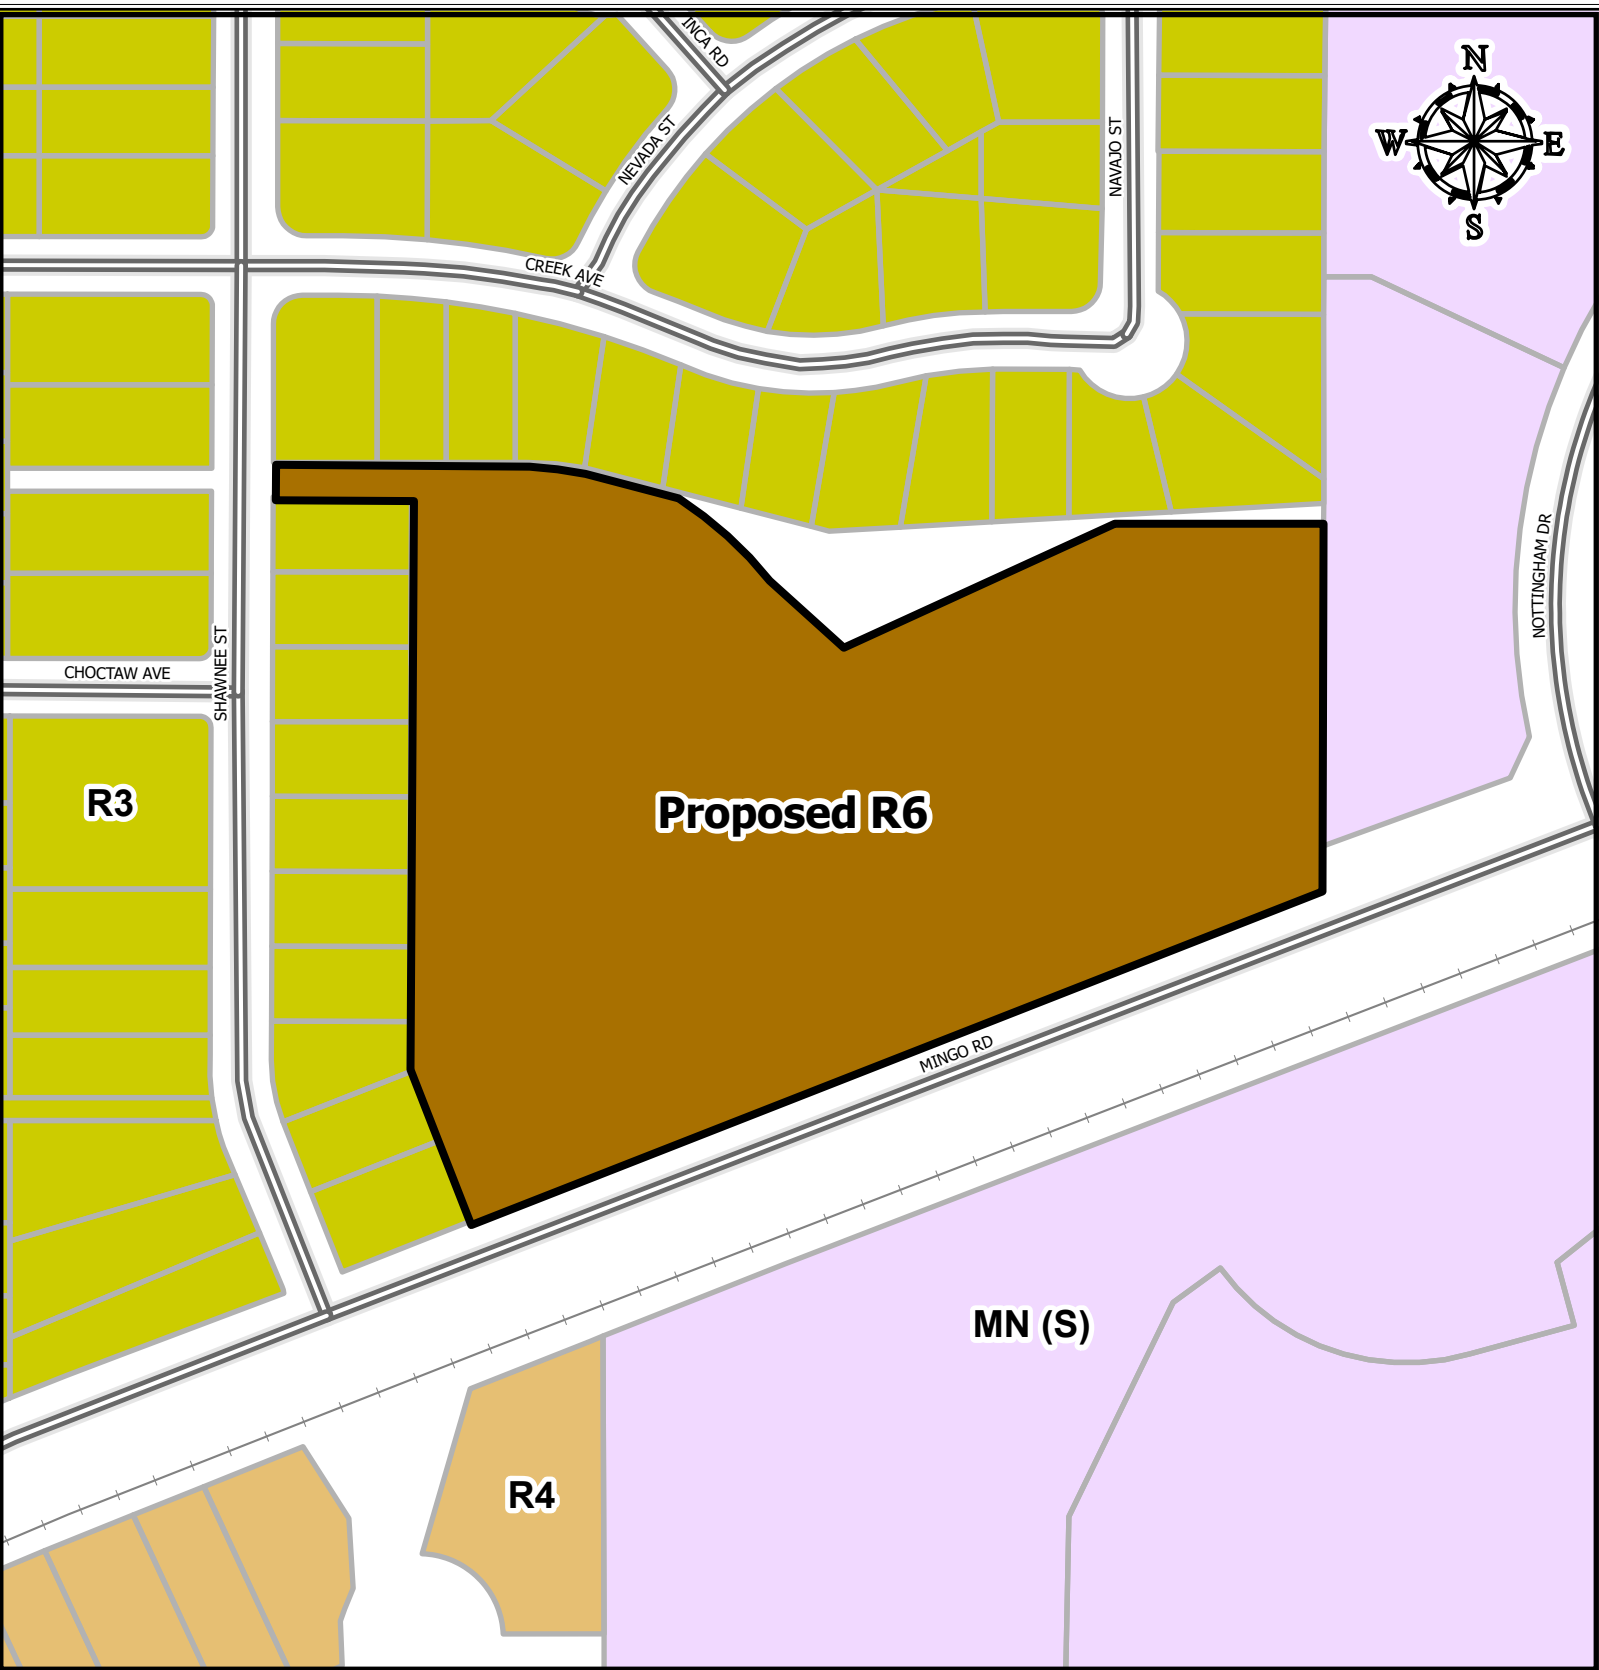 INCA RD
N
W
E
S
NEVADA ST
NAVAJO ST
CREEK AVE
NOTTINGHAM DR
SHAWNEE ST
CHOCTAW AVE
R3
Proposed R6
MINGO RD
MN (S)
R4